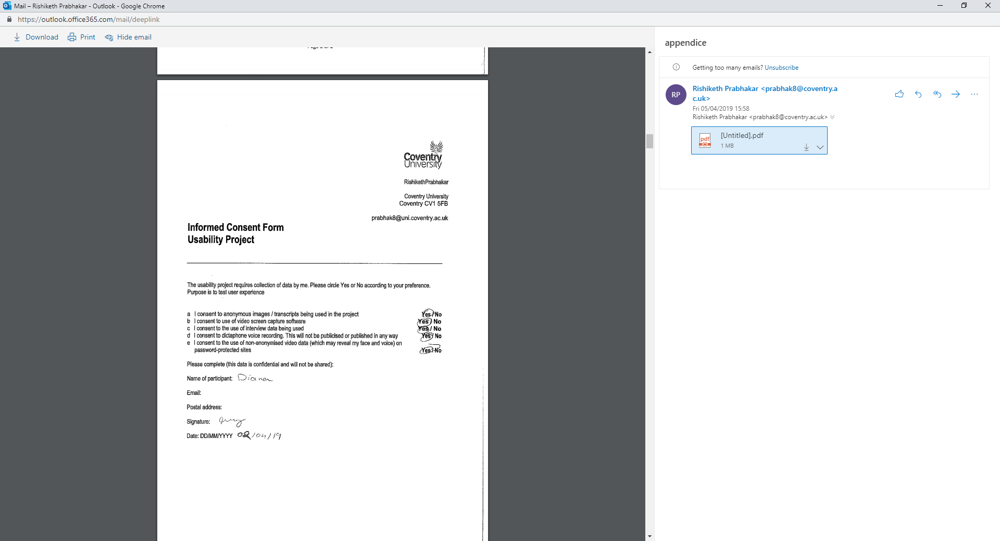 Mail – Rishiketh Prabhakar - Outlook - Google Chrome
https://outlook.office365.com/mail/deeplink
Download Print Hide email
Coventry
University
RishikethPrabhakar
Coventry University
Coventry CV1 5FB
prabhak8@uni.coventry.ac.uk
Informed Consent Form
Usability Project
The usability project requires collection of data by me. Please circle Yes or No according to your preference.
Purpose is to test user experience
a I consent to anonymous images / transcripts being used in the project Yes / No
b I consent to use of video screen capture software Yes / No
c I consent to the use of interview data being used Yes / No
d I consent to dictaphone voice recording. This will not be publicised or published in any way Yes / No
e I consent to the use of non-anonymised video data (which may reveal my face and voice) on
password-protected sites Yes / No
Please complete (this data is confidential and will not be shared):
Name of participant: Diana
Email:
Postal address:
Signature:
Date: DD/MM/YYYY 02/04/19
appendice
Getting too many emails? Unsubscribe
RP
Rishiketh Prabhakar <prabhak8@coventry.a
c.uk>
Fri 05/04/2019 15:58
Rishiketh Prabhakar <prabhak8@coventry.ac.uk>
pdf
[Untitled].pdf
1 MB